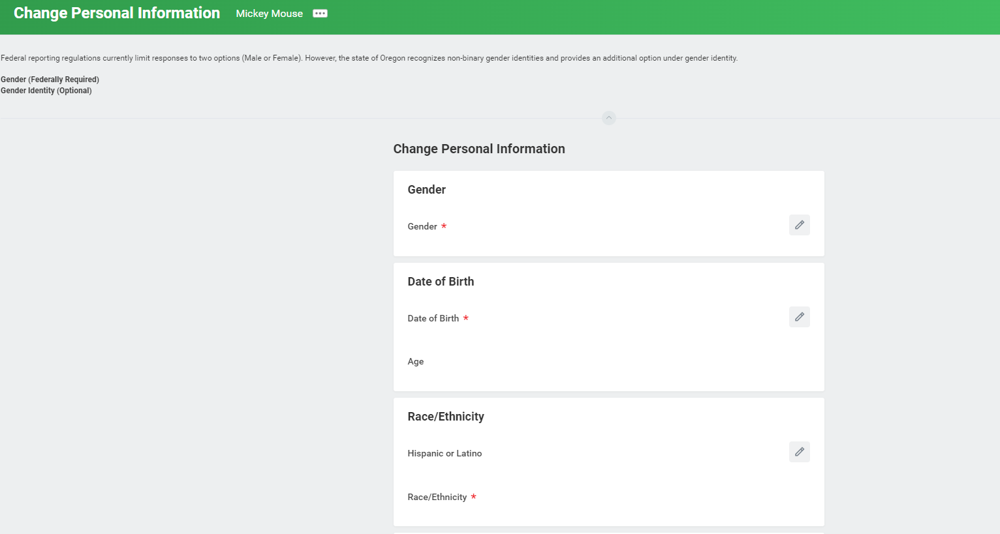 Change Personal Information Mickey Mouse
Federal reporting regulations currently limit responses to two options (Male or Female). However, the state of Oregon recognizes non-binary gender identities and provides an additional option under gender identity.
Gender (Federally Required)
Gender Identity (Optional)
Change Personal Information
Gender
Gender *
Date of Birth
Date of Birth *
Age
Race/Ethnicity
Hispanic or Latino
Race/Ethnicity *